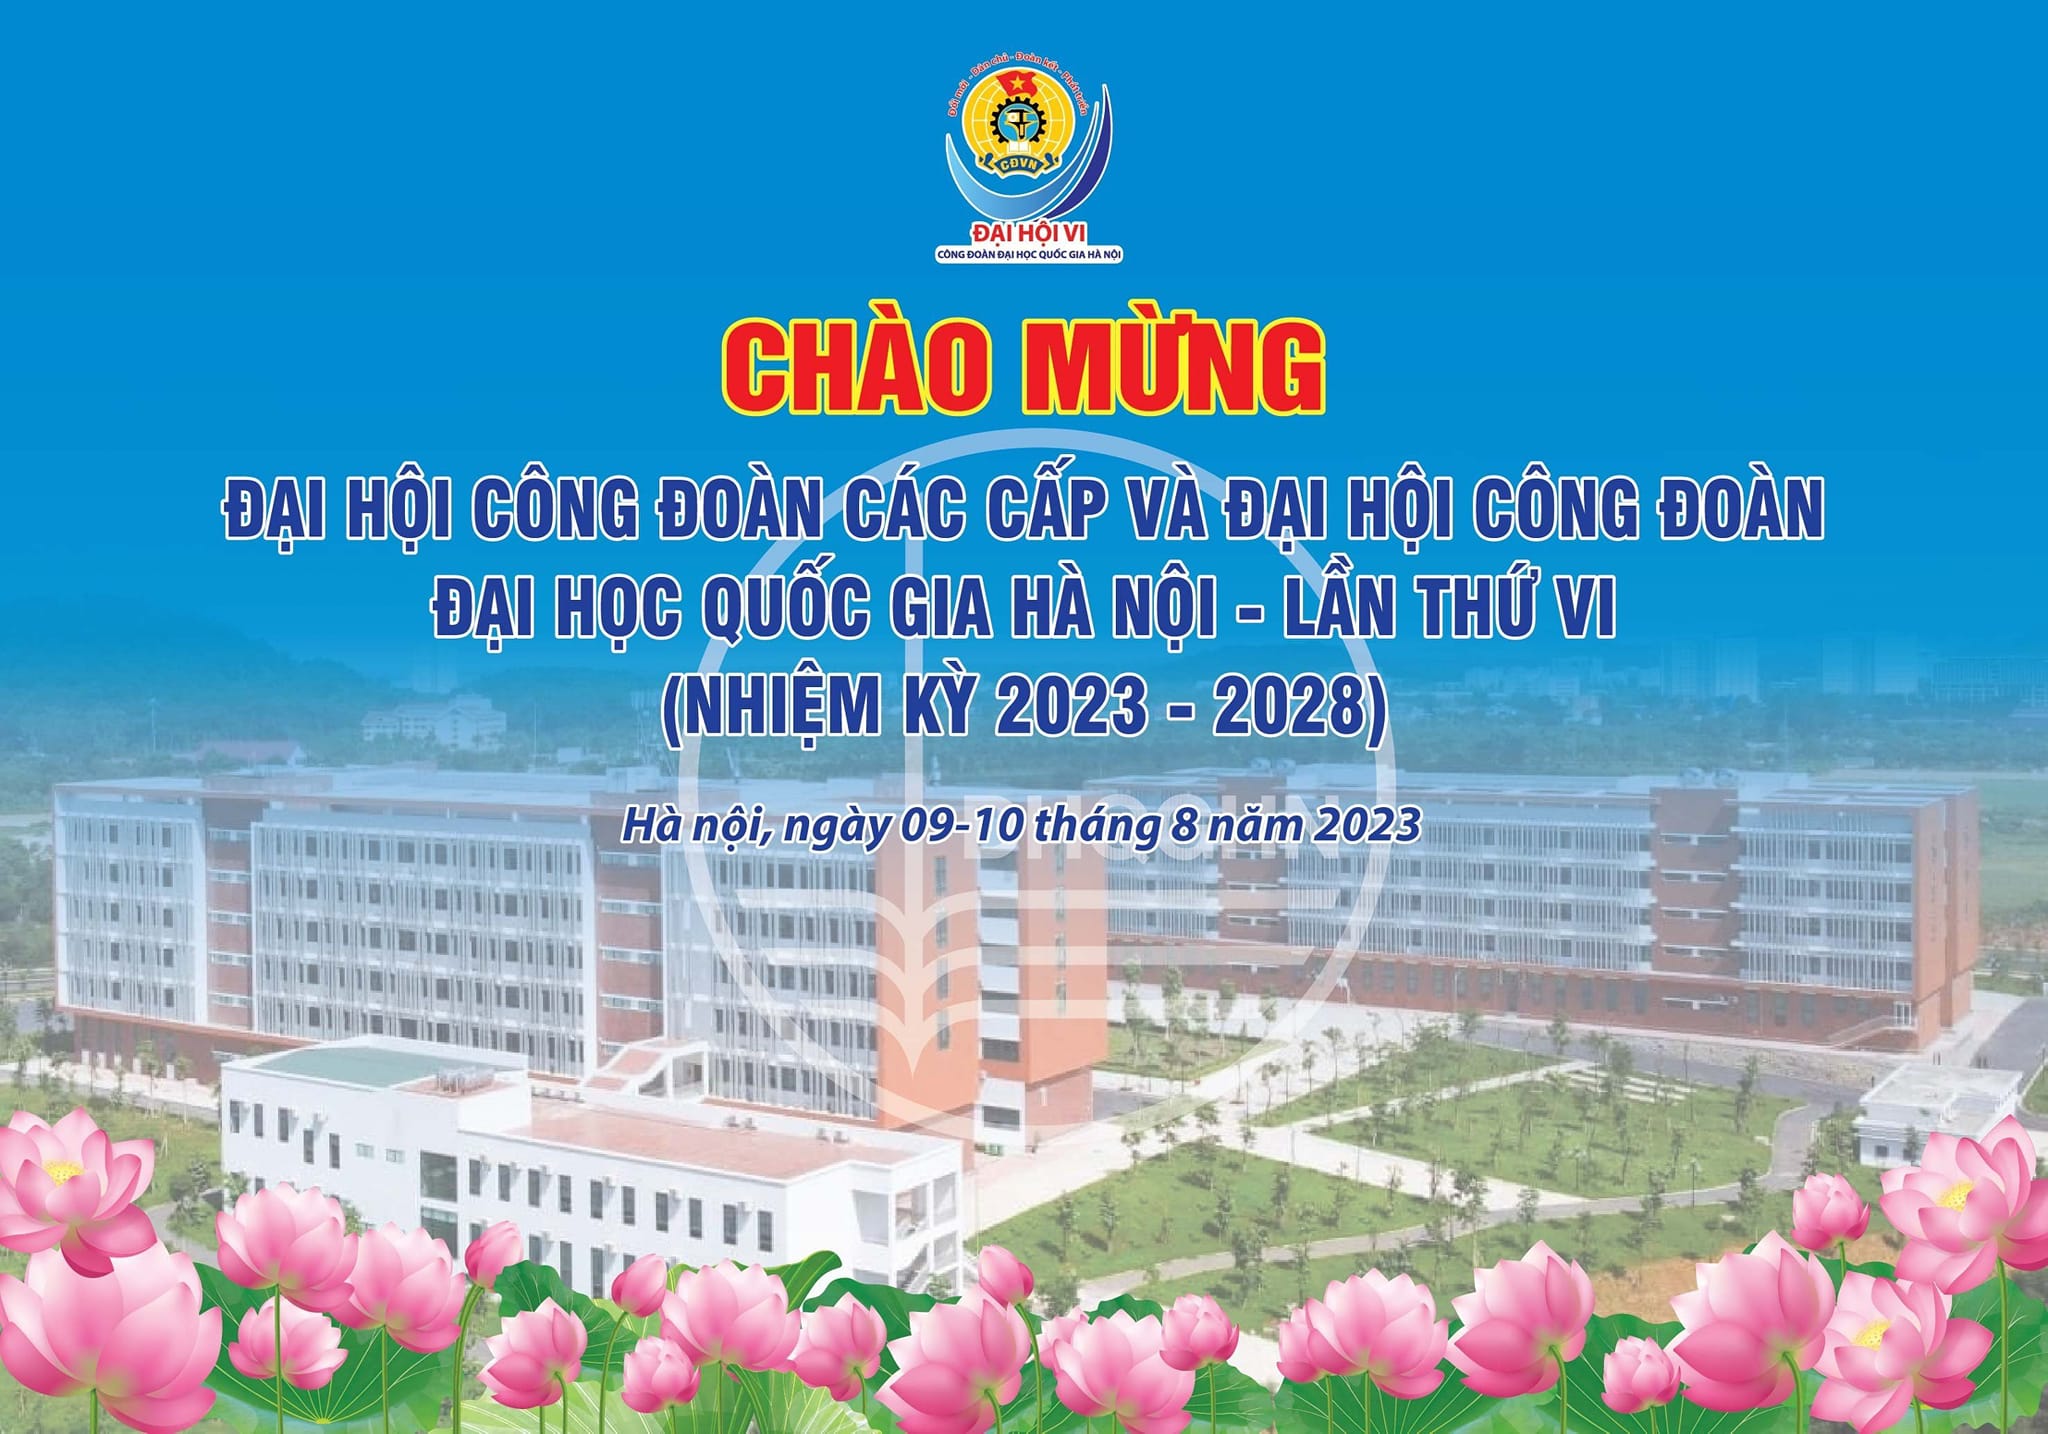 Đổi mới - Dân chủ - Đoàn kết - Phát triển
CĐVN
ĐẠI HỘI VI
CÔNG ĐOÀN ĐẠI HỌC QUỐC GIA HÀ NỘI
CHÀO MỪNG
ĐẠI HỘI CÔNG ĐOÀN CÁC CẤP VÀ ĐẠI HỘI CÔNG ĐOÀN
ĐẠI HỌC QUỐC GIA HÀ NỘI - LẦN THỨ VI
(NHIỆM KỲ 2023 - 2028)
Hà nội, ngày 09-10 tháng 8 năm 2023
ĐHQGHN